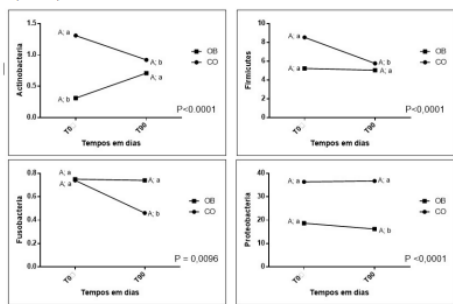 Actinobacteria
1.5
1.0
0.5
0.0
A; a
A; b
A; b
A; a
OB
CO
P<0.0001
T0
T90
Tempos em dias
Firmicutes
10
8
6
4
2
0
A; a
A; a
A; b
A; a
OB
CO
P<0,0001
T0
T90
Tempos em dias
Fusobacteria
0.8
0.6
0.4
0.2
0.0
A; a
A; a
A; a
A; b
OB
CO
P = 0,0096
T0
T90
Tempos em dias
Proteobacteria
40
30
20
10
0
A; a
A; a
A; a
A; b
OB
CO
P <0,0001
T0
T90
Tempos em dias